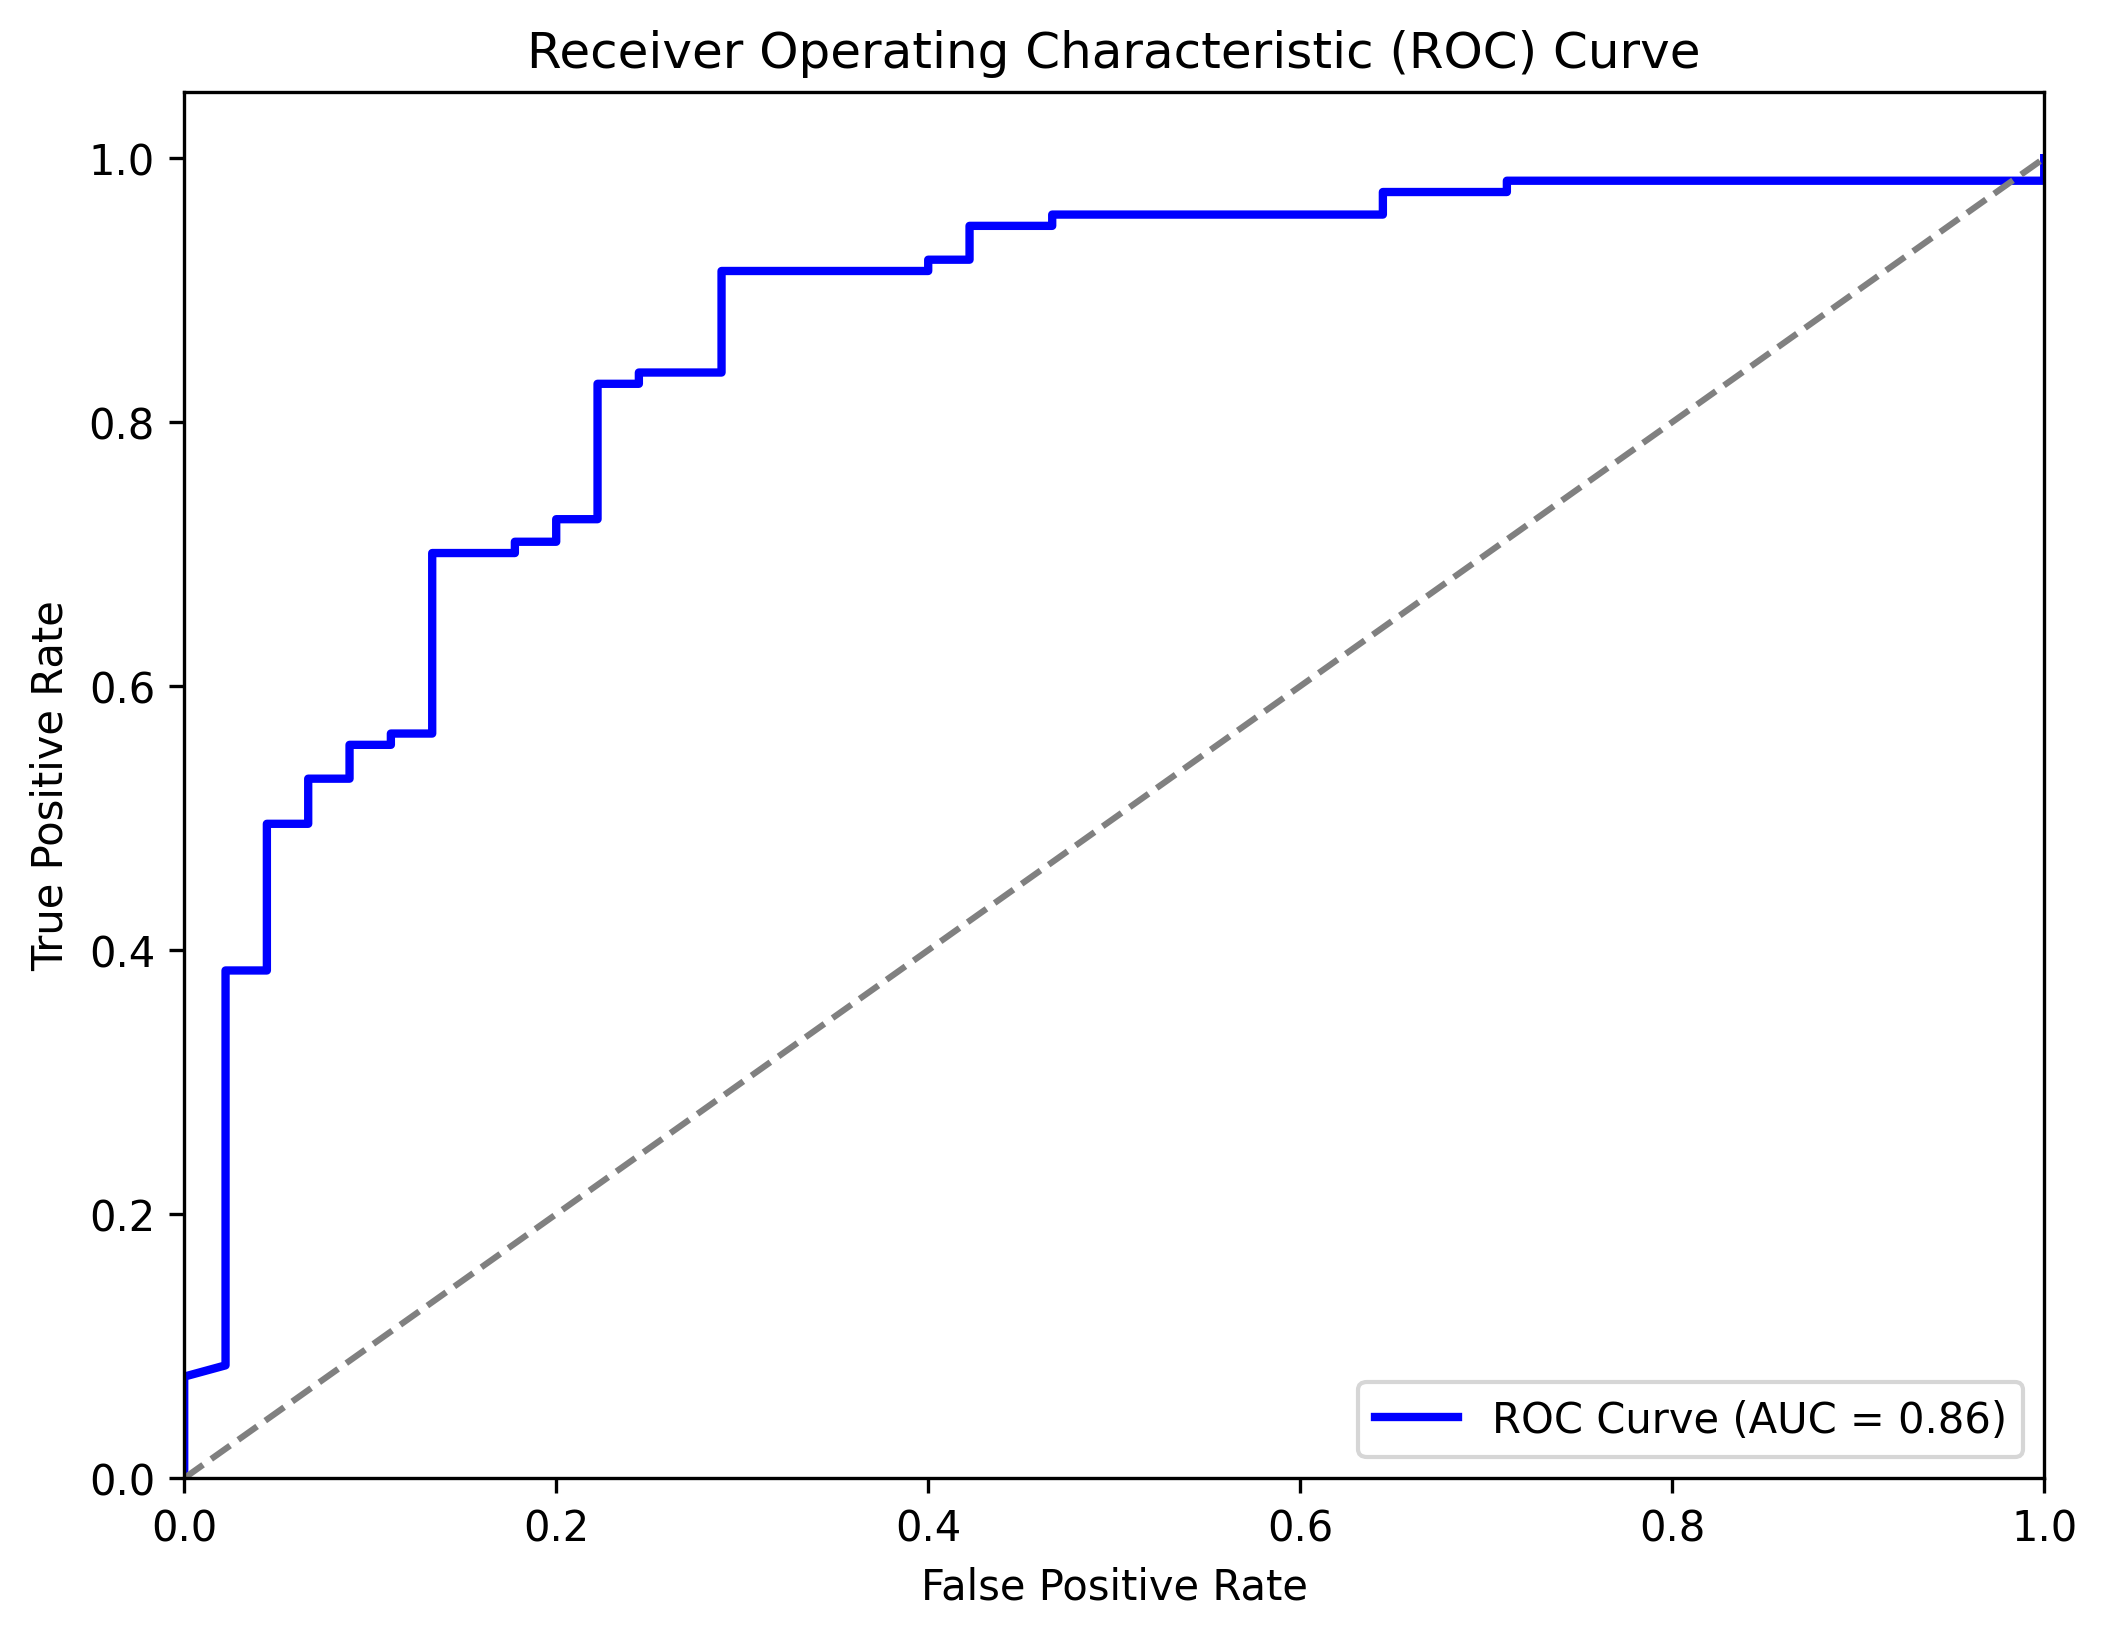 Receiver Operating Characteristic (ROC) Curve
1.0
0.8
0.6
0.4
0.2
0.0
True Positive Rate
0.0 0.2 0.4 0.6 0.8 1.0
False Positive Rate
ROC Curve (AUC = 0.86)